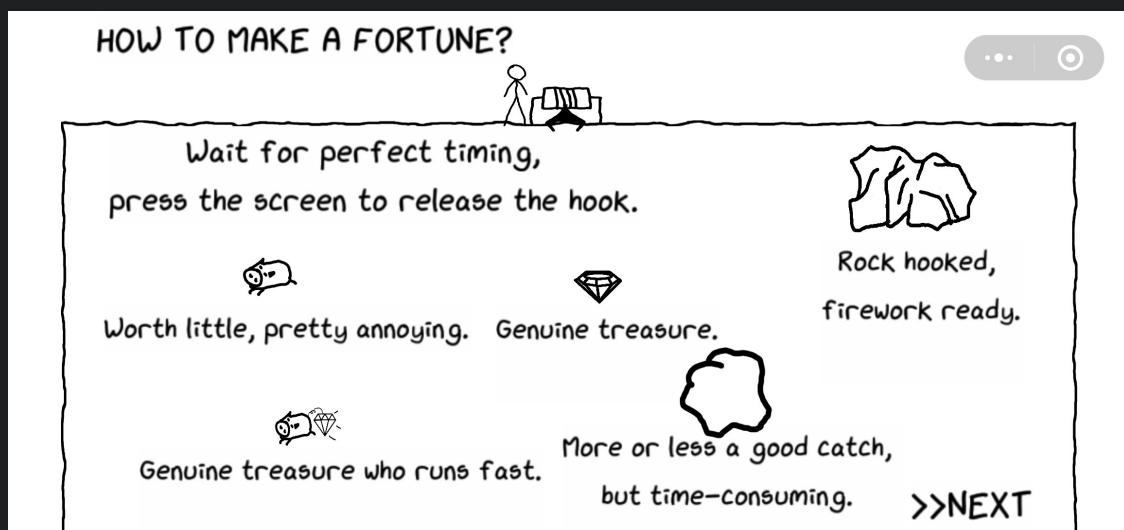 HOW TO MAKE A FORTUNE?
Wait for perfect timing,
press the screen to release the hook.
Rock hooked,
firework ready.
Worth little, pretty annoying.
Genuine treasure.
Genuine treasure who runs fast.
More or less a good catch,
but time-consuming.
>>NEXT